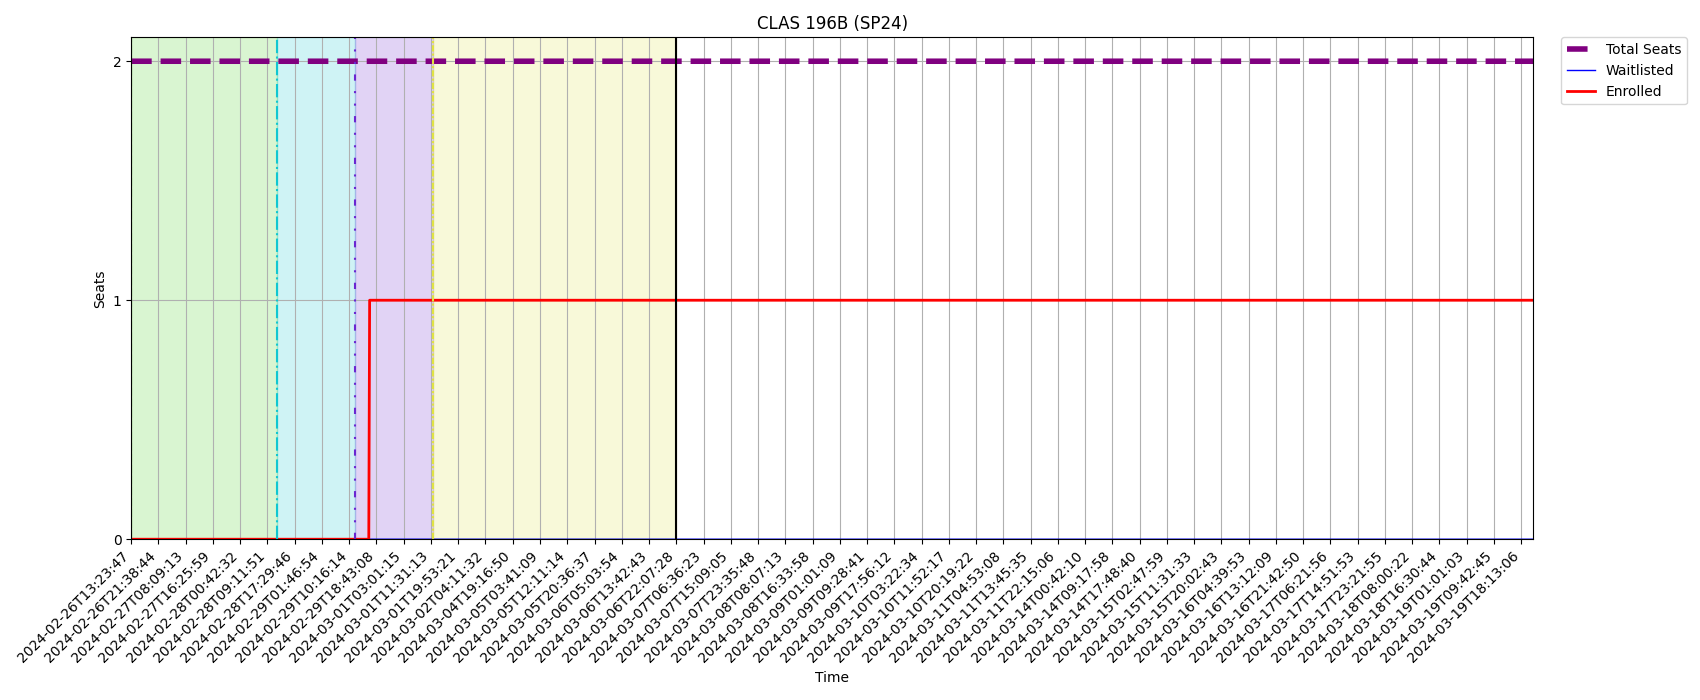 CLAS 196B (SP24)
Total Seats
Waitlisted
Enrolled
Seats
2
1
0
2024-02-26T13:23:47
2024-02-26T21:38:44
2024-02-27T08:09:13
2024-02-27T16:25:59
2024-02-28T00:42:32
2024-02-28T09:11:51
2024-02-28T17:29:46
2024-02-29T01:46:54
2024-02-29T10:16:14
2024-02-29T18:43:08
2024-03-01T03:01:15
2024-03-01T11:31:13
2024-03-01T19:53:21
2024-03-02T04:11:32
2024-03-04T19:16:50
2024-03-05T03:41:09
2024-03-05T12:11:14
2024-03-05T20:36:37
2024-03-06T05:03:54
2024-03-06T13:42:43
2024-03-06T22:07:28
2024-03-07T06:36:23
2024-03-07T15:09:05
2024-03-07T23:35:48
2024-03-08T08:07:13
2024-03-08T16:33:58
2024-03-09T01:01:09
2024-03-09T09:28:41
2024-03-09T17:56:12
2024-03-10T03:22:34
2024-03-10T11:52:17
2024-03-10T20:19:22
2024-03-11T04:53:08
2024-03-11T13:45:35
2024-03-11T22:15:06
2024-03-14T00:42:10
2024-03-14T09:17:58
2024-03-14T17:48:40
2024-03-15T02:47:59
2024-03-15T11:31:33
2024-03-15T20:02:43
2024-03-16T04:39:53
2024-03-16T13:12:09
2024-03-16T21:42:50
2024-03-17T06:21:56
2024-03-17T14:51:53
2024-03-17T23:21:55
2024-03-18T08:00:22
2024-03-18T16:30:44
2024-03-19T01:01:03
2024-03-19T09:42:45
2024-03-19T18:13:06
Time